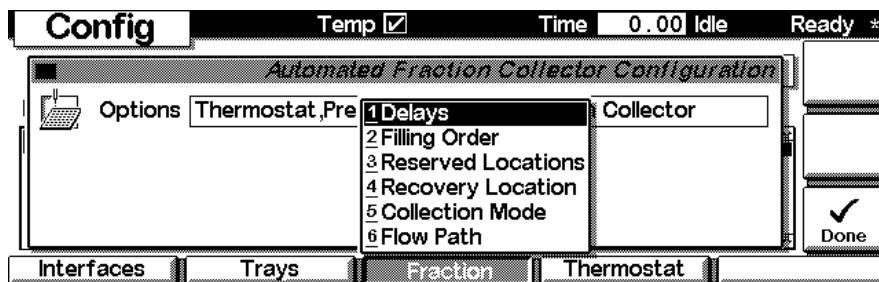 Config Temp Time 0.00 Idle Ready *
Automated Fraction Collector Configuration
Options Thermostat,Pre Collector
1 Delays
2 Filling Order
3 Reserved Locations
4 Recovery Location
5 Collection Mode
6 Flow Path
Done
Interfaces Trays Fraction Thermostat